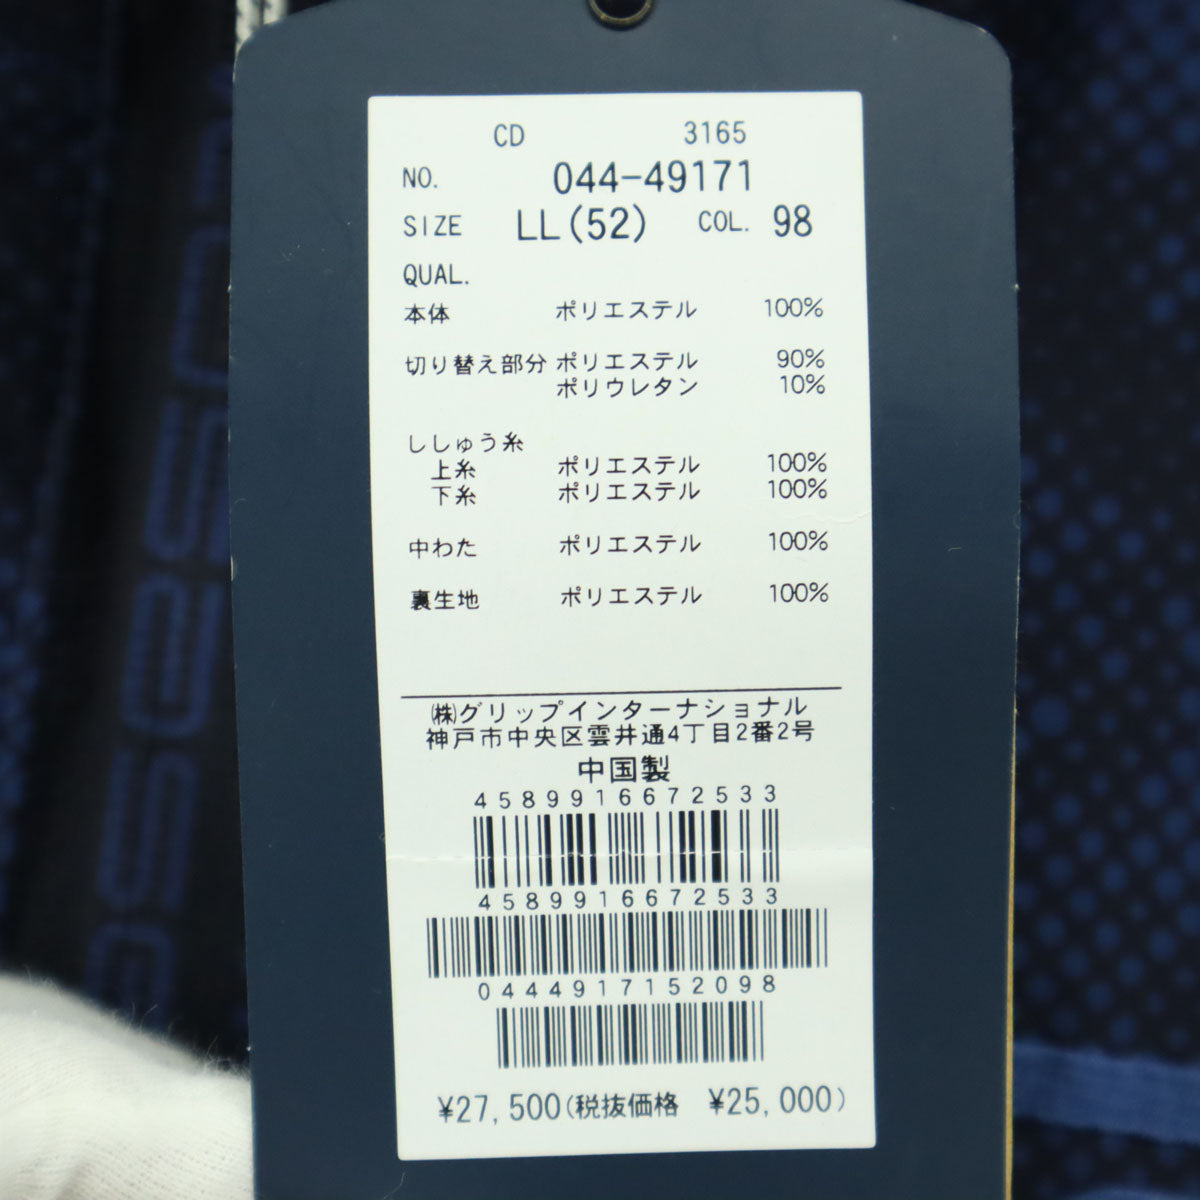 CD 3165
NO. 044-49171
SIZE LL(52) COL. 98
QUAL.
本体 ポリエステル 100%
切り替え部分 ポリエステル 90%
ポリウレタン 10%
ししゅう糸
上糸 ポリエステル 100%
下糸 ポリエステル 100%
中わた ポリエステル 100%
裏生地 ポリエステル 100%
㈱グリップインターナショナル
神戸市中央区雲井通4丁目2番2号
中国製
4589916672533
4589916672533
0444917152098
¥27,500(税抜価格 ¥25,000)